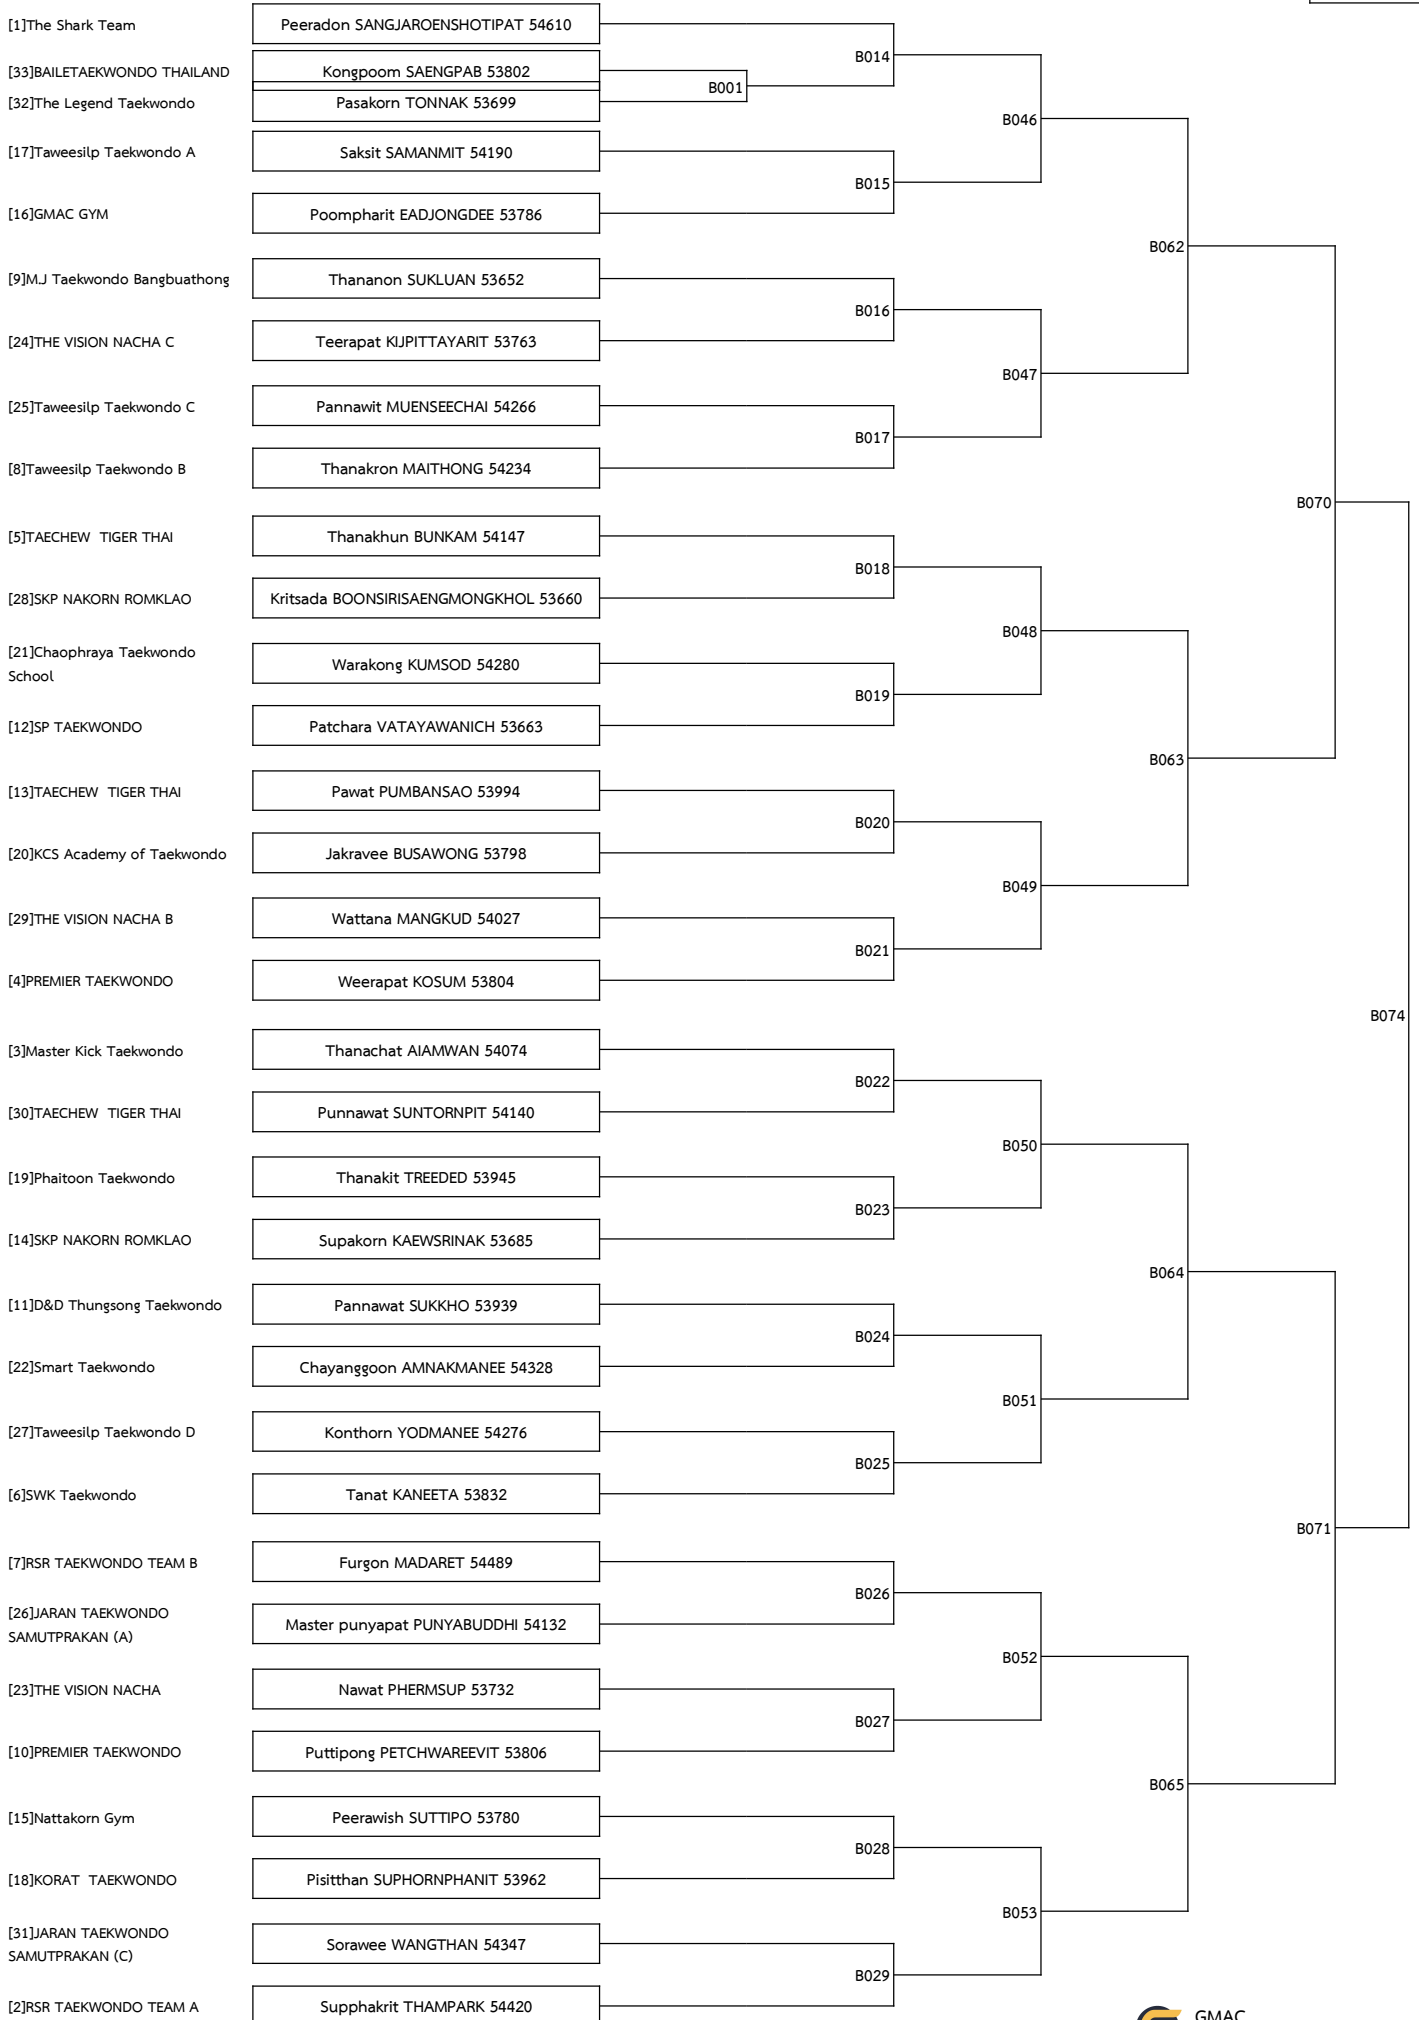 [1]The Shark Team
Peeradon SANGJAROENSHOTIPAT 54610
B014
[33]BAILETAEKWONDO THAILAND
Kongpoom SAENGPAB 53802
B001
[32]The Legend Taekwondo
Pasakorn TONNAK 53699
B046
[17]Taweesilp Taekwondo A
Saksit SAMANMIT 54190
B015
[16]GMAC GYM
Poompharit EADJONGDEE 53786
B062
[9]M.J Taekwondo Bangbuathong
Thananon SUKLUAN 53652
B016
[24]THE VISION NACHA C
Teerapat KIJPITTAYARIT 53763
B047
[25]Taweesilp Taekwondo C
Pannawit MUENSEECHAI 54266
B017
[8]Taweesilp Taekwondo B
Thanakron MAITHONG 54234
B070
[5]TAECHEW  TIGER THAI
Thanakhun BUNKAM 54147
B018
[28]SKP NAKORN ROMKLAO
Kritsada BOONSIRISAENGMONGKHOL 53660
B048
[21]Chaophraya Taekwondo
School
Warakong KUMSOD 54280
B019
[12]SP TAEKWONDO
Patchara VATAYAWANICH 53663
B063
[13]TAECHEW  TIGER THAI
Pawat PUMBANSAO 53994
B020
[20]KCS Academy of Taekwondo
Jakravee BUSAWONG 53798
B049
[29]THE VISION NACHA B
Wattana MANGKUD 54027
B021
[4]PREMIER TAEKWONDO
Weerapat KOSUM 53804
B074
[3]Master Kick Taekwondo
Thanachat AIAMWAN 54074
B022
[30]TAECHEW  TIGER THAI
Punnawat SUNTORNPIT 54140
B050
[19]Phaitoon Taekwondo
Thanakit TREEDED 53945
B023
[14]SKP NAKORN ROMKLAO
Supakorn KAEWSRINAK 53685
B064
[11]D&D Thungsong Taekwondo
Pannawat SUKKHO 53939
B024
[22]Smart Taekwondo
Chayanggoon AMNAKMANEE 54328
B051
[27]Taweesilp Taekwondo D
Konthorn YODMANEE 54276
B025
[6]SWK Taekwondo
Tanat KANEETA 53832
B071
[7]RSR TAEKWONDO TEAM B
Furgon MADARET 54489
B026
[26]JARAN TAEKWONDO
SAMUTPRAKAN (A)
Master punyapat PUNYABUDDHI 54132
B052
[23]THE VISION NACHA
Nawat PHERMSUP 53732
B027
[10]PREMIER TAEKWONDO
Puttipong PETCHWAREEVIT 53806
B065
[15]Nattakorn Gym
Peerawish SUTTIPO 53780
B028
[18]KORAT  TAEKWONDO
Pisitthan SUPHORNPHANIT 53962
B053
[31]JARAN TAEKWONDO
SAMUTPRAKAN (C)
Sorawee WANGTHAN 54347
B029
[2]RSR TAEKWONDO TEAM A
Supphakrit THAMPARK 54420
GMAC